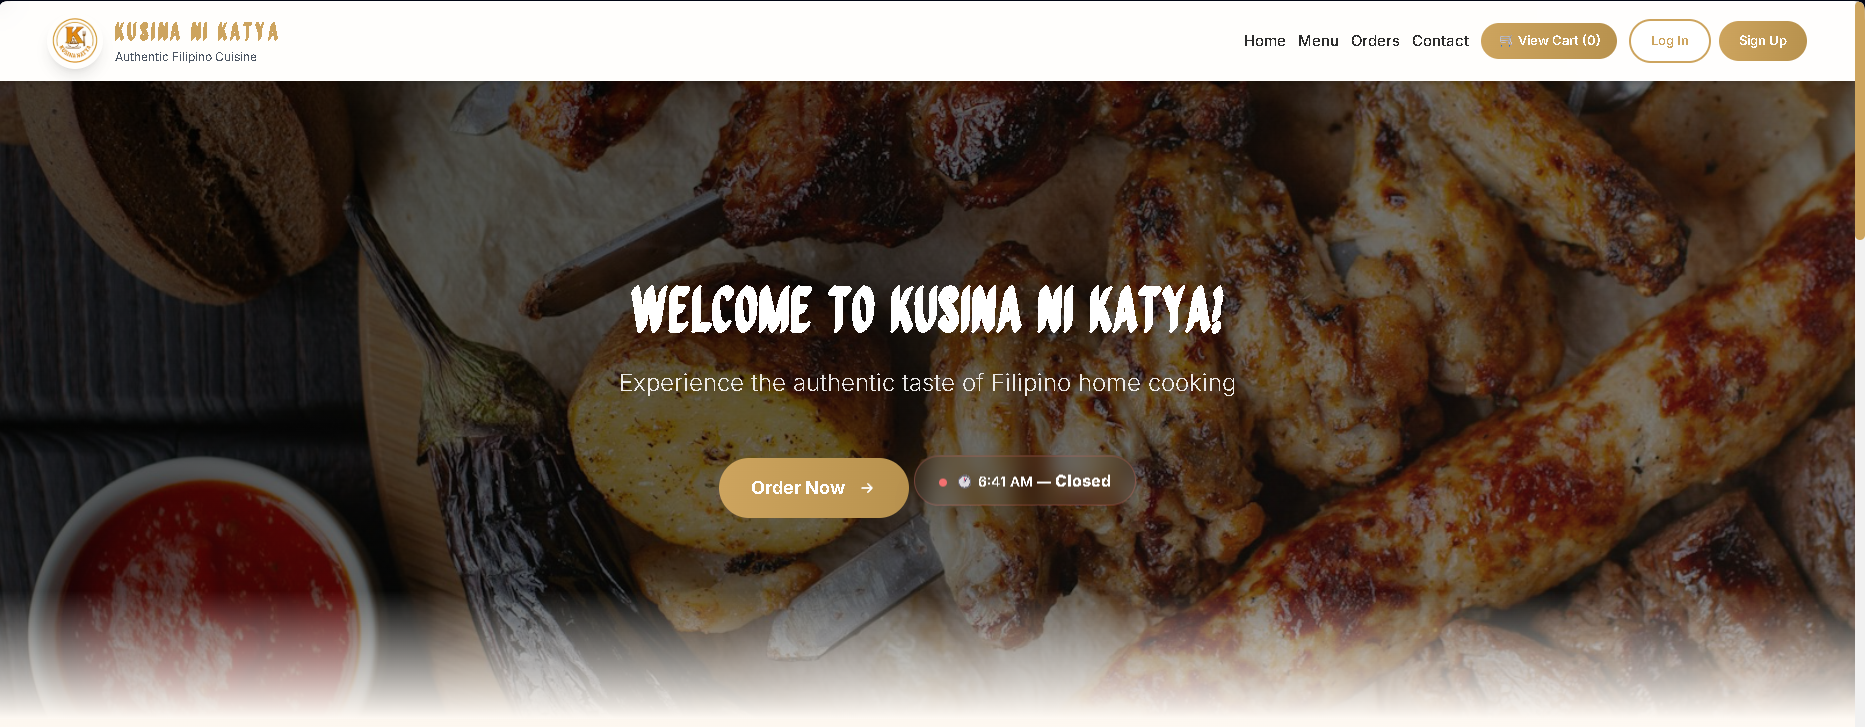 KUSINA NI KATYA
Authentic Filipino Cuisine
Home Menu Orders Contact View Cart (0) Log In Sign Up
WELCOME TO KUSINA NI KATYA!
Experience the authentic taste of Filipino home cooking
Order Now →
6:41 AM — Closed